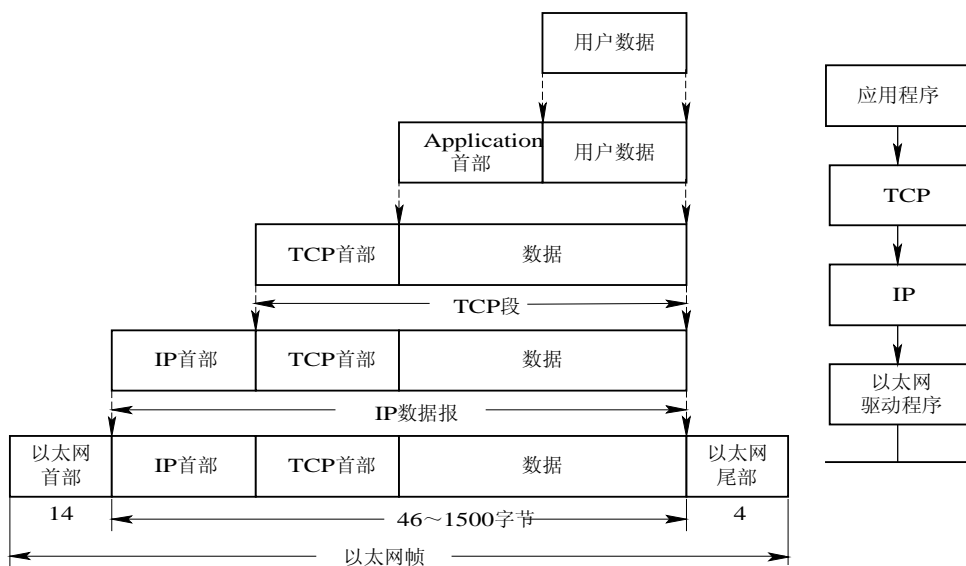 用户数据
Application
首部
用户数据
TCP首部
数据
TCP段
IP首部
TCP首部
数据
IP数据报
以太网
首部
IP首部
TCP首部
数据
以太网
尾部
14
46～1500字节
4
以太网帧
应用程序
TCP
IP
以太网
驱动程序